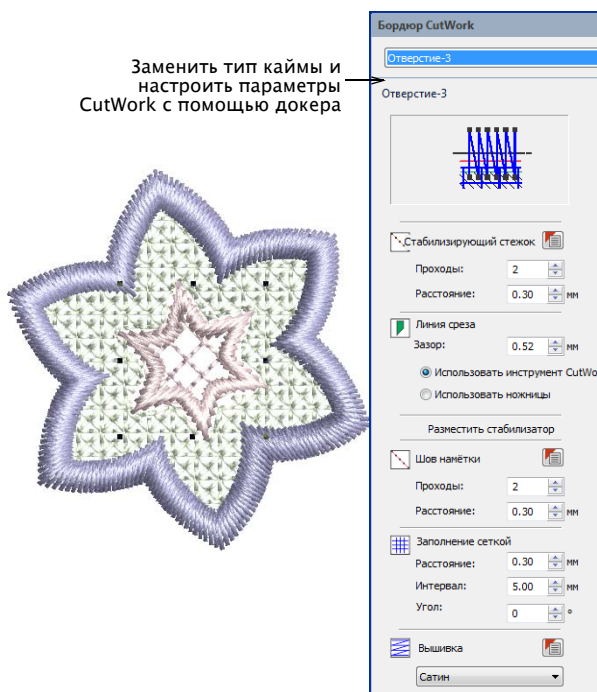 Бордюр CutWork
Отверстие-3
Заменить тип каймы и
настроить параметры
CutWork с помощью докера
Отверстие-3
Стабилизирующий стежок
Проходы: 2
Расстояние: 0.30 мм
Линия среза
Зазор: 0.52 мм
Использовать инструмент CutWo
Использовать ножницы
Разместить стабилизатор
Шов намётки
Проходы: 2
Расстояние: 0.30 мм
Заполнение сеткой
Расстояние: 0.30 мм
Интервал: 5.00 мм
Угол: 0 °
Вышивка
Сатин